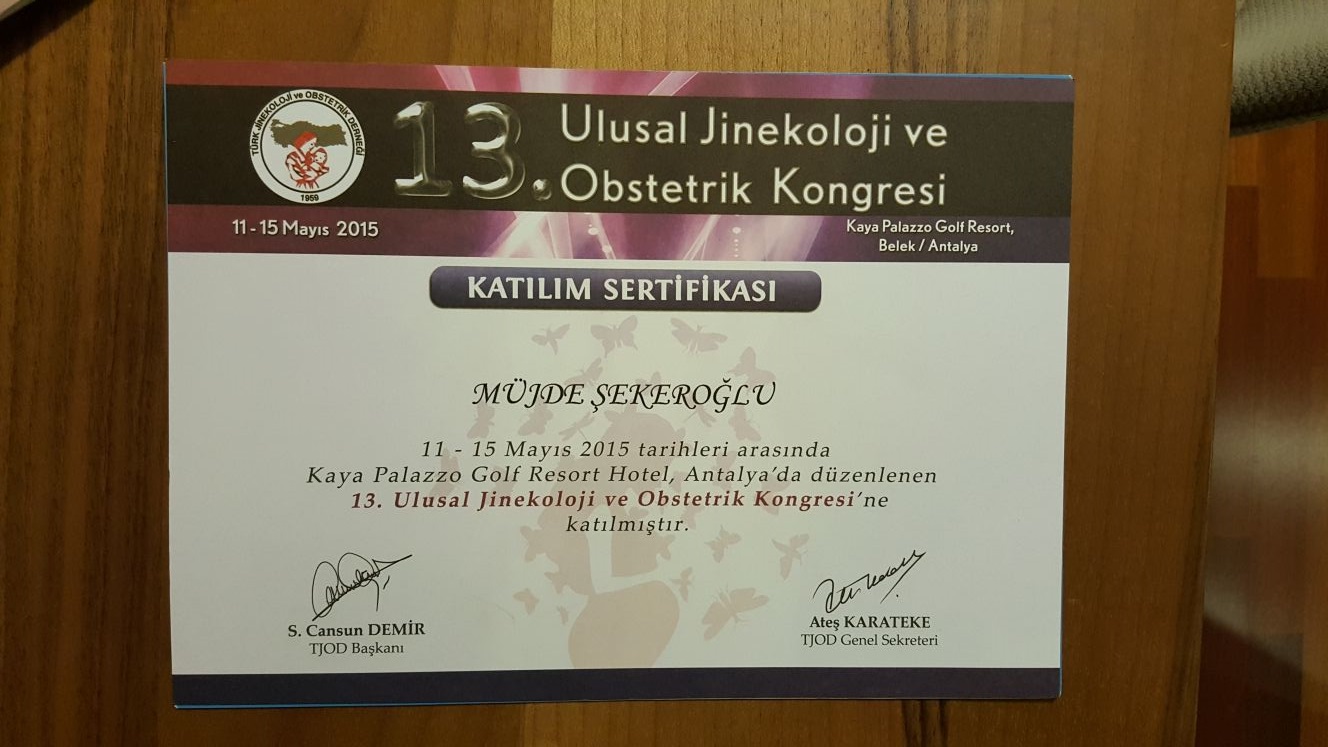 TÜRK JİNEKOLOJİ ve OBSTETRİK DERNEĞİ
1959
13. Ulusal Jinekoloji ve
Obstetrik Kongresi
11-15 Mayıs 2015
Kaya Palazzo Golf Resort,
Belek / Antalya
KATILIM SERTİFİKASI
MÜJDE ŞEKEROĞLU
11 - 15 Mayıs 2015 tarihleri arasında
Kaya Palazzo Golf Resort Hotel, Antalya'da düzenlenen
13. Ulusal Jinekoloji ve Obstetrik Kongresi'ne
katılmıştır.
S. Cansun DEMİR
TJOD Başkanı
Ateş KARATEKE
TJOD Genel Sekreteri